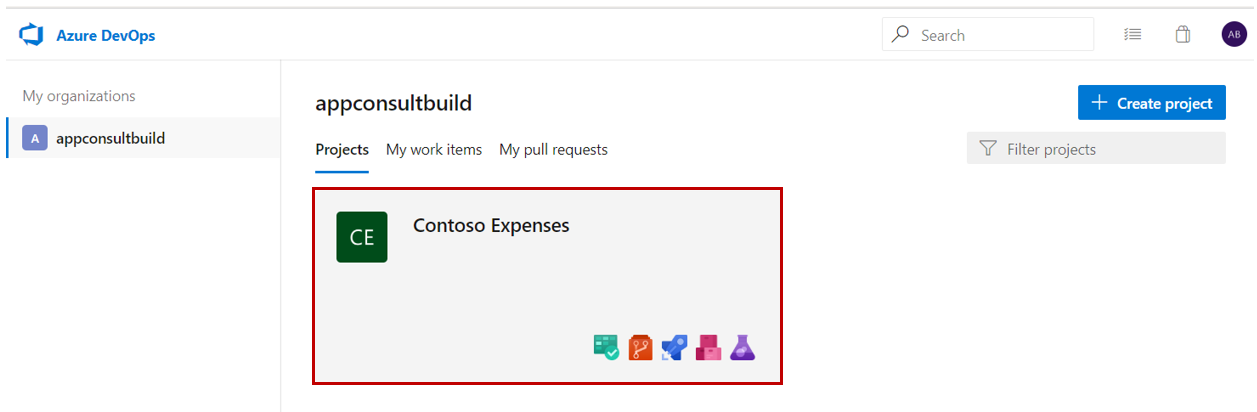 Azure DevOps
Search
AB
My organizations
A appconsultbuild
appconsultbuild
Create project
Projects My work items My pull requests
Filter projects
CE Contoso Expenses